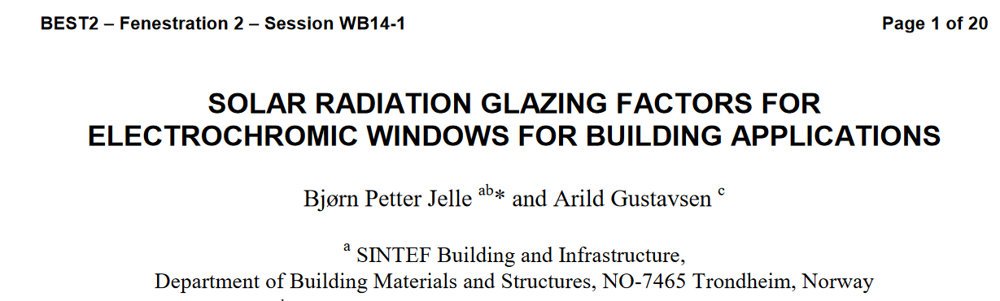 BEST2 – Fenestration 2 – Session WB14-1 Page 1 of 20
SOLAR RADIATION GLAZING FACTORS FOR
ELECTROCHROMIC WINDOWS FOR BUILDING APPLICATIONS
Bjørn Petter Jelle ab* and Arild Gustavsen c
a SINTEF Building and Infrastructure,
Department of Building Materials and Structures, NO-7465 Trondheim, Norway